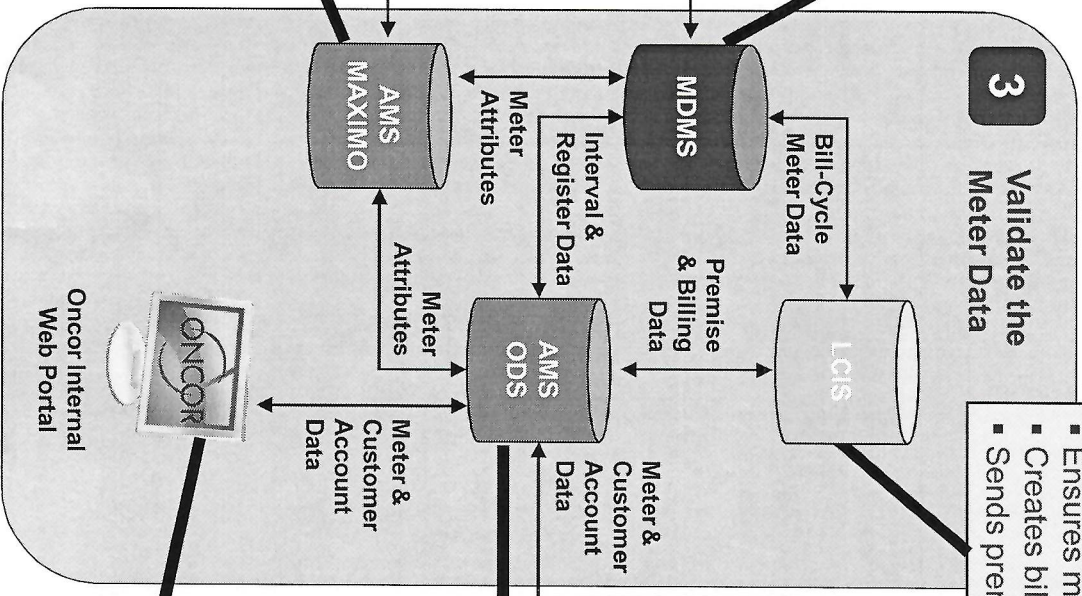 3
Validate the
Meter Data
▪ Ensures
▪ Creates
▪ Sends
LCIS
Bill-Cycle
Meter Data
Premise
& Billing
Data
MDMS
Interval &
Register Data
AMS
ODS
Meter &
Customer
Account
Data
Meter
Attributes
AMS
MAXIMO
Meter
Attributes
Meter &
Customer
Account
Data
ONCOR
Oncor Internal
Web Portal